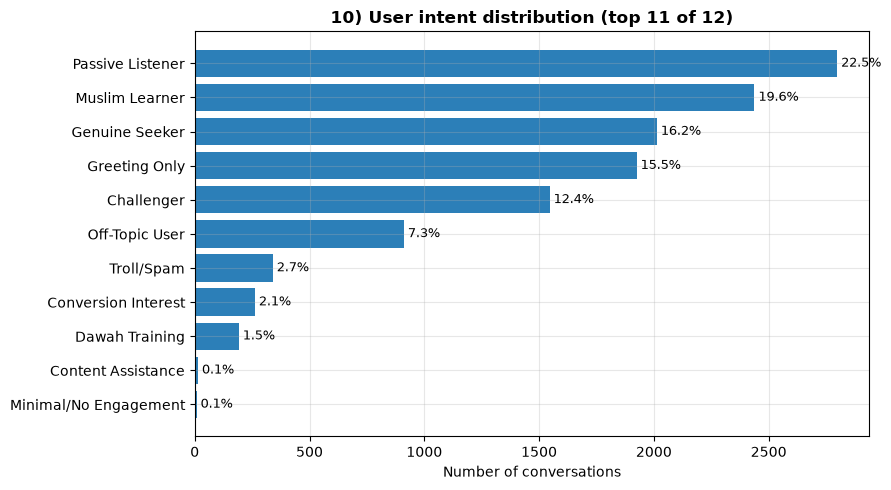 10) User intent distribution (top 11 of 12)
Passive Listener 22.5%
Muslim Learner 19.6%
Genuine Seeker 16.2%
Greeting Only 15.5%
Challenger 12.4%
Off-Topic User 7.3%
Troll/Spam 2.7%
Conversion Interest 2.1%
Dawah Training 1.5%
Content Assistance 0.1%
Minimal/No Engagement 0.1%
0 500 1000 1500 2000 2500
Number of conversations